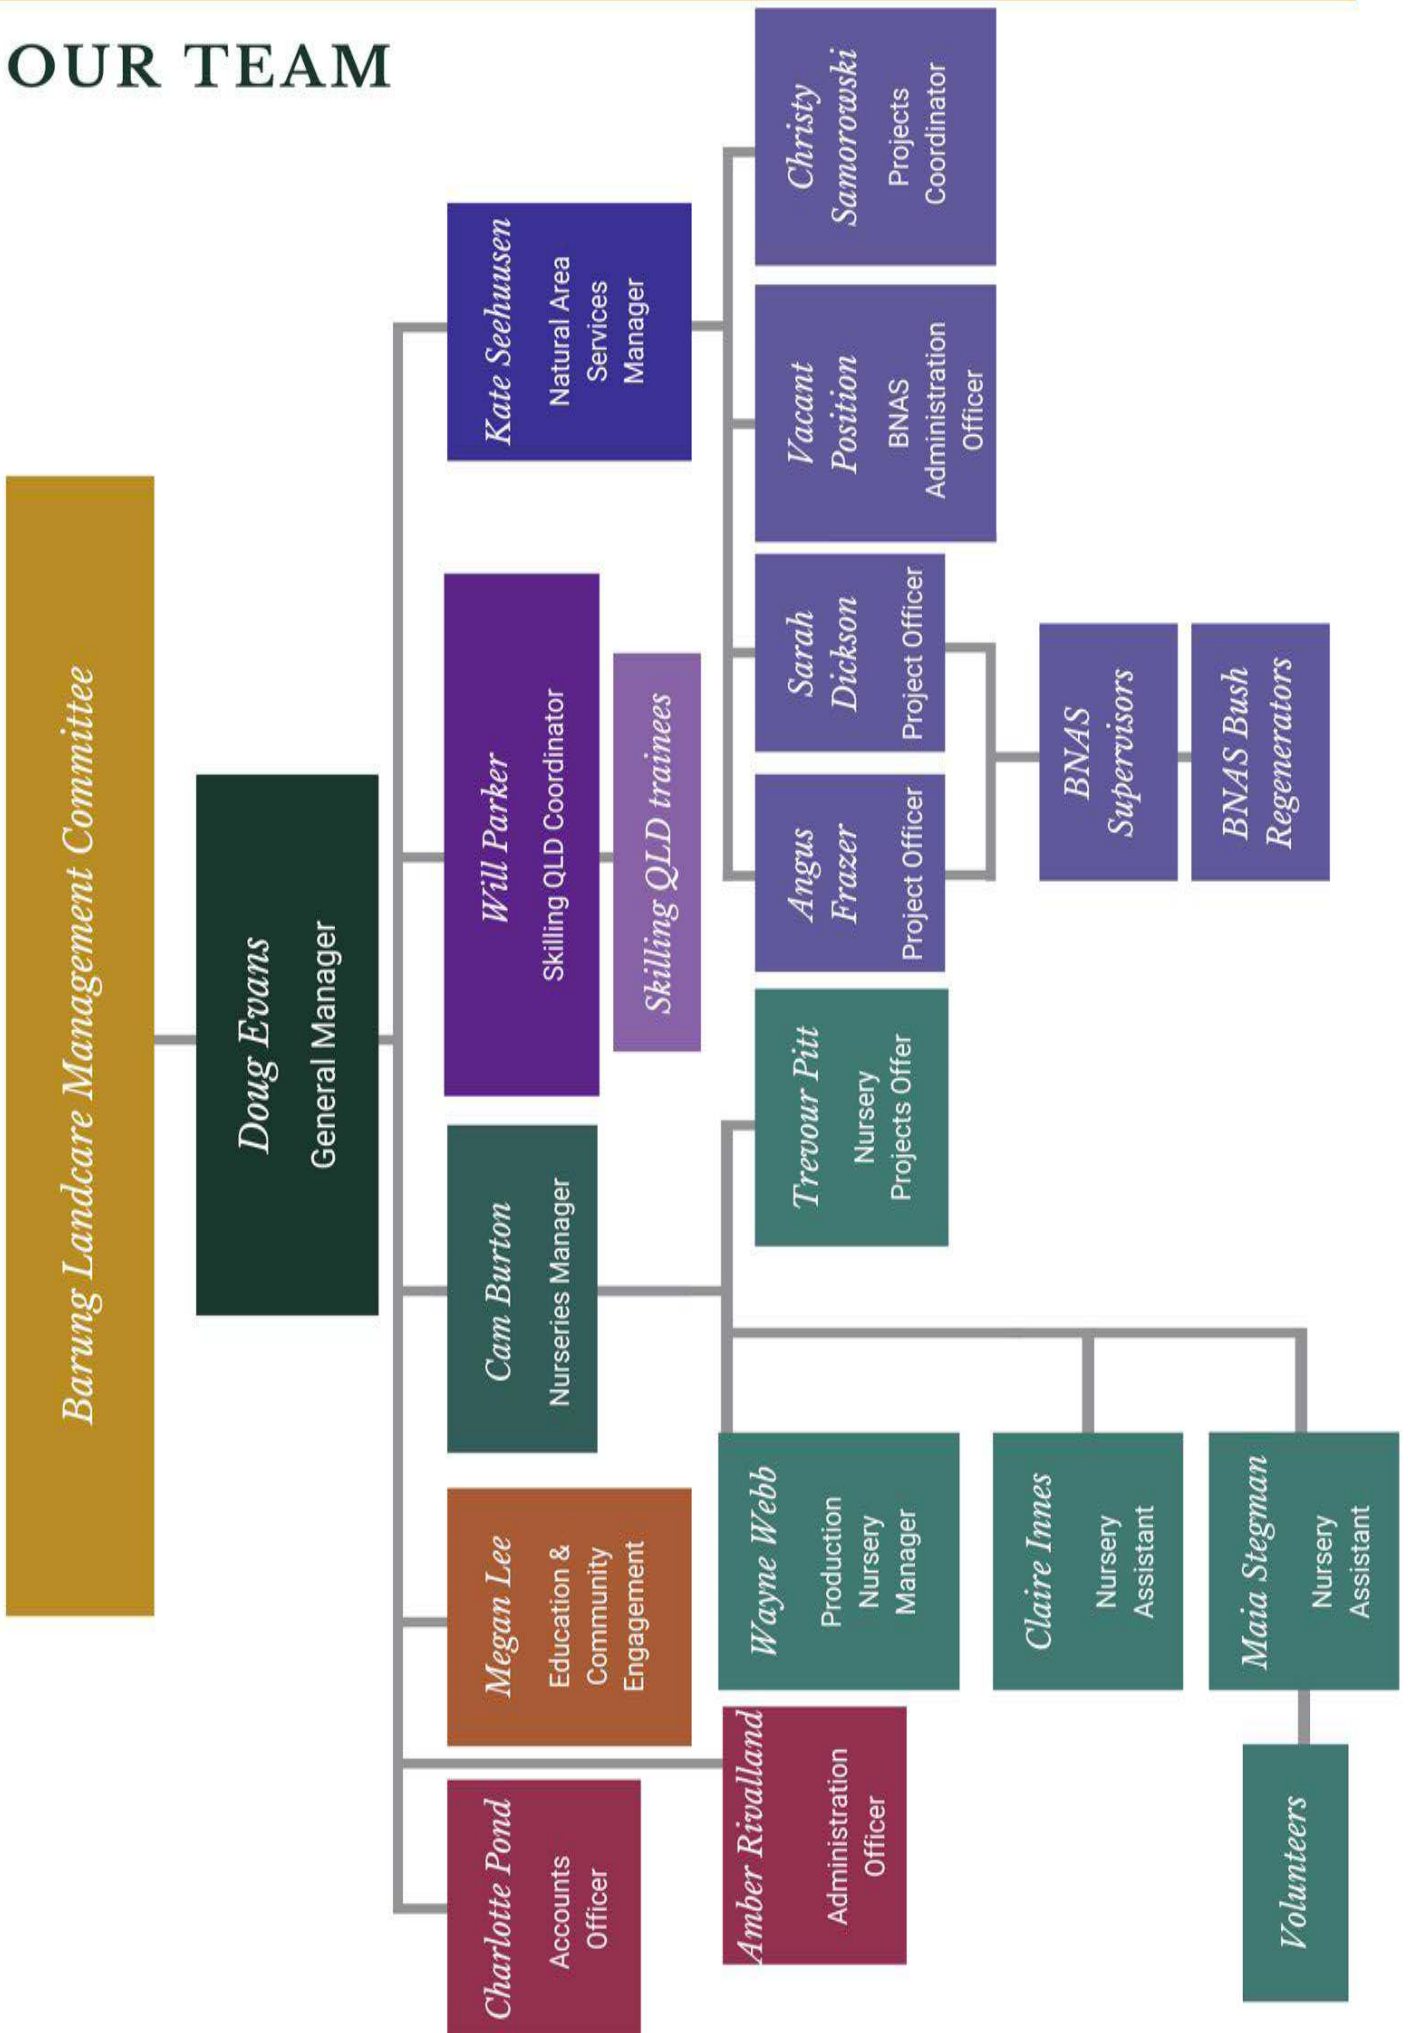 OUR TEAM
Barung Landcare Management Committee
Doug Evans
General Manager
Charlotte Pond
Accounts
Officer
Amber Rivalland
Administration
Officer
Megan Lee
Education &
Community
Engagement
Cam Burton
Nurseries Manager
Will Parker
Skilling QLD Coordinator
Skilling QLD trainees
Kate Seehuusen
Natural Area
Services
Manager
Wayne Webb
Production
Nursery
Manager
Claire Innes
Nursery
Assistant
Maia Stegman
Nursery
Assistant
Volunteers
Trevour Pitt
Nursery
Projects Offer
Angus
Frazer
Project Officer
Sarah
Dickson
Project Officer
Vacant
Position
BNAS
Administration
Officer
Christy
Samorowski
Projects
Coordinator
BNAS
Supervisors
BNAS Bush
Regenerators